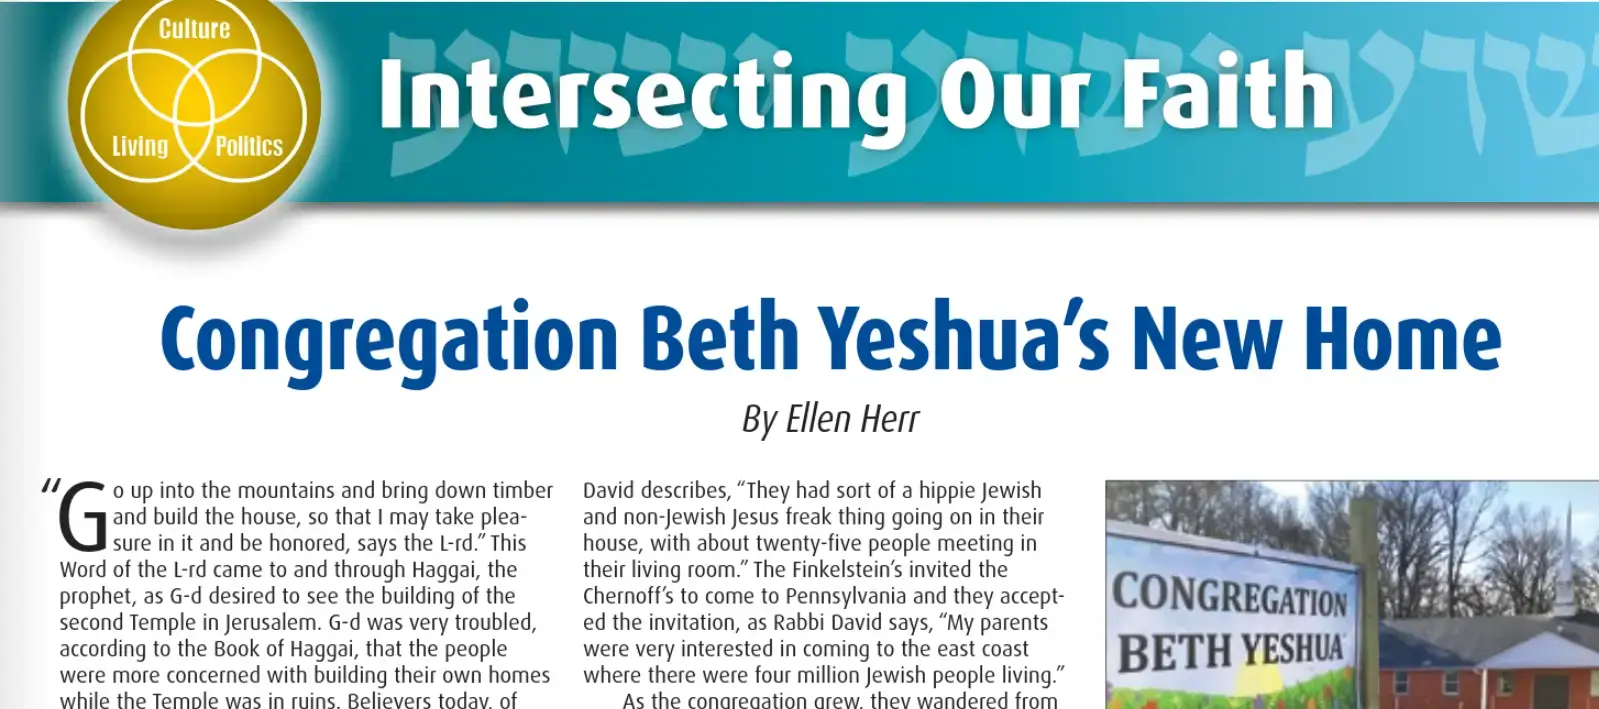 Culture
Living Politics
שוע ישוע ישוע
Intersecting Our Faith
Congregation Beth Yeshua’s New Home
By Ellen Herr
“Go up into the mountains and bring down timber
and build the house, so that I may take plea-
sure in it and be honored, says the L-rd.” This
Word of the L-rd came to and through Haggai, the
prophet, as G-d desired to see the building of the
second Temple in Jerusalem. G-d was very troubled,
according to the Book of Haggai, that the people
were more concerned with building their own homes
while the Temple was in ruins. Believers today, of
David describes, “They had sort of a hippie Jewish
and non-Jewish Jesus freak thing going on in their
house, with about twenty-five people meeting in
their living room.” The Finkelstein’s invited the
Chernoff’s to come to Pennsylvania and they accept-
ed the invitation, as Rabbi David says, “My parents
were very interested in coming to the east coast
where there were four million Jewish people living.”
As the congregation grew, they wandered from
CONGREGATION
BETH YESHUA